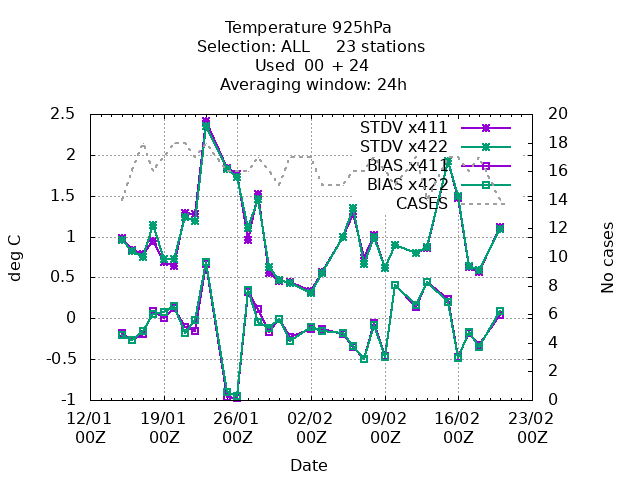 Temperature 925hPa
Selection: ALL 23 stations
Used 00 + 24
Averaging window: 24h
deg C
2.5
2
1.5
1
0.5
0
-0.5
-1
STDV x411
STDV x422
BIAS x411
BIAS x422
CASES
20
18
16
14
12
10
8
6
4
2
0
No cases
12/01 19/01 26/01 02/02 09/02 16/02 23/02
00Z 00Z 00Z 00Z 00Z 00Z 00Z
Date